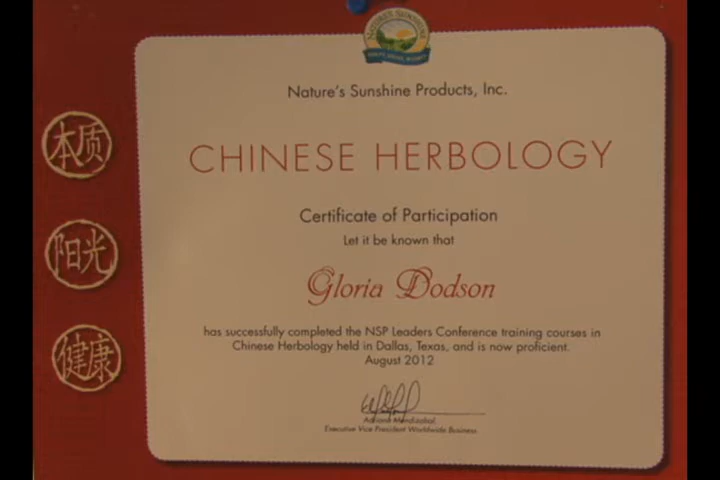 NATURE'S SUNSHINE
Nature's Sunshine Products, Inc.
CHINESE HERBOLOGY
Certificate of Participation
Let it be known that
Gloria Dodson
has successfully completed the NSP Leaders Conference training courses in
Chinese Herbology held in Dallas, Texas, and is now proficient.
August 2012
Executive Vice President Worldwide Business
本质
阳光
健康